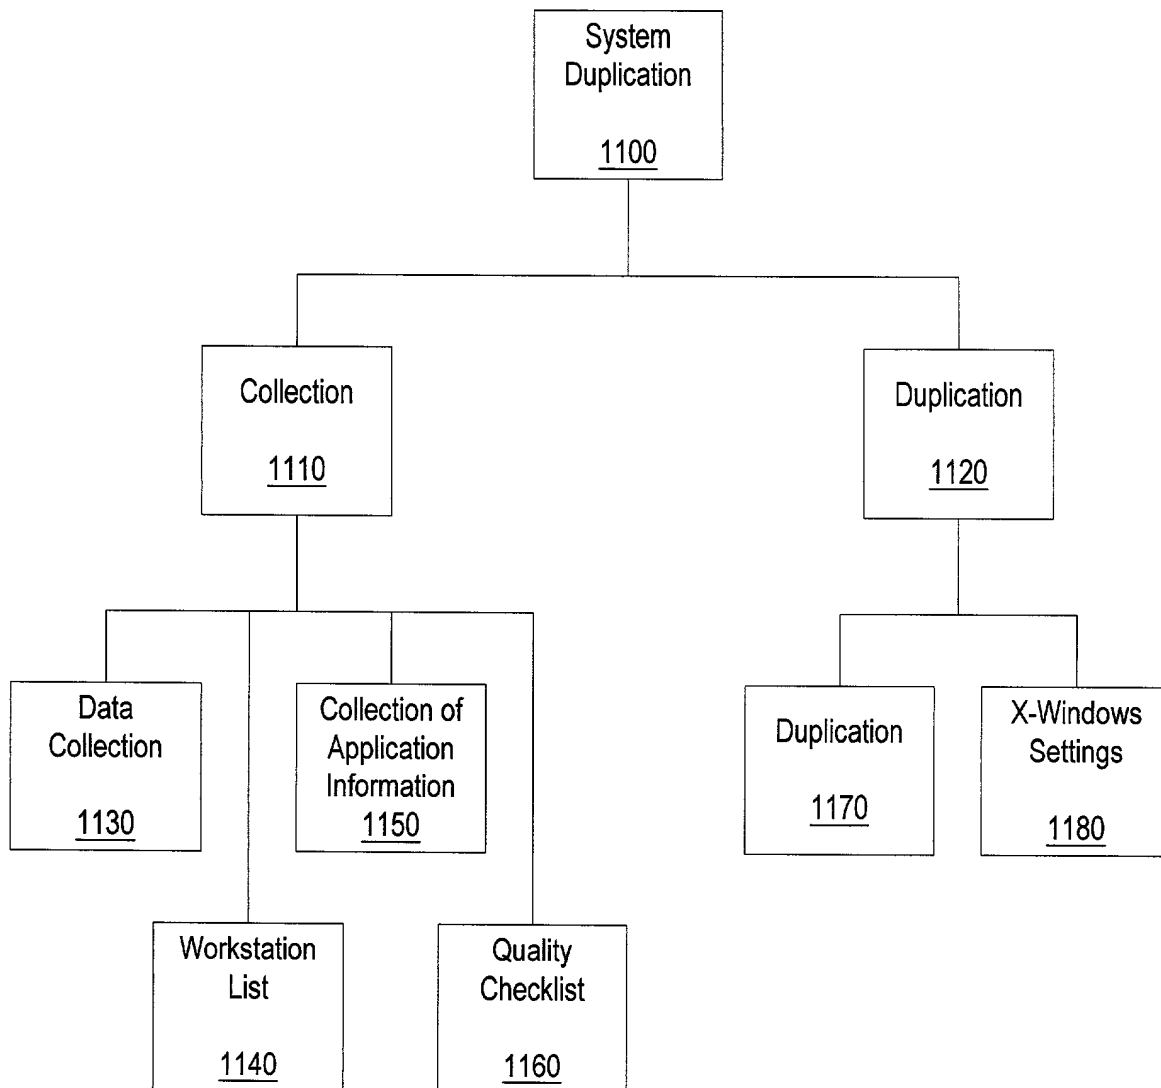 System
Duplication
1100
Collection
1110
Duplication
1120
Data
Collection
1130
Collection of
Application
Information
1150
Duplication
1170
X-Windows
Settings
1180
Workstation
List
1140
Quality
Checklist
1160